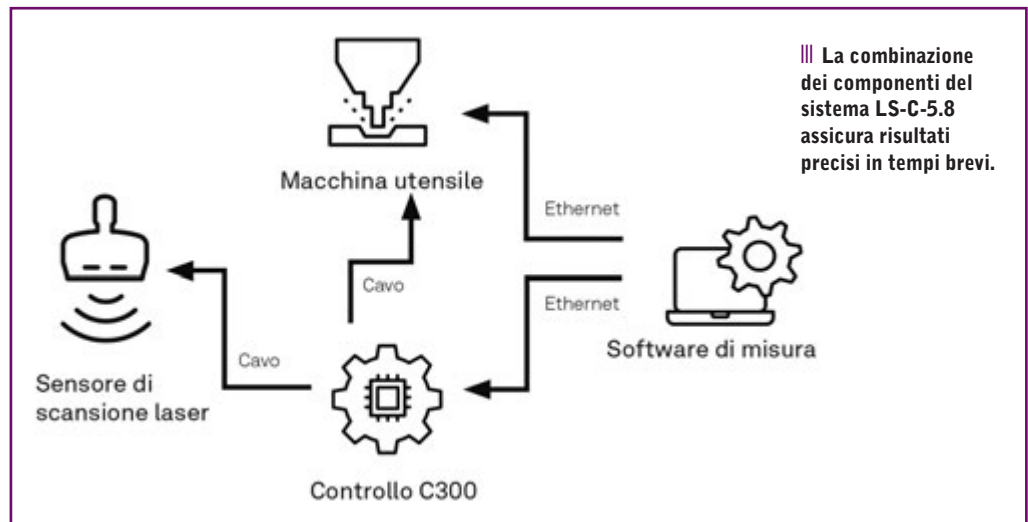 La combinazione
dei componenti del
sistema LS-C-5.8
assicura risultati
precisi in tempi brevi.
Macchina utensile
Ethernet
Cavo
Ethernet
Software di misura
Cavo
Sensore di
scansione laser
Controllo C300